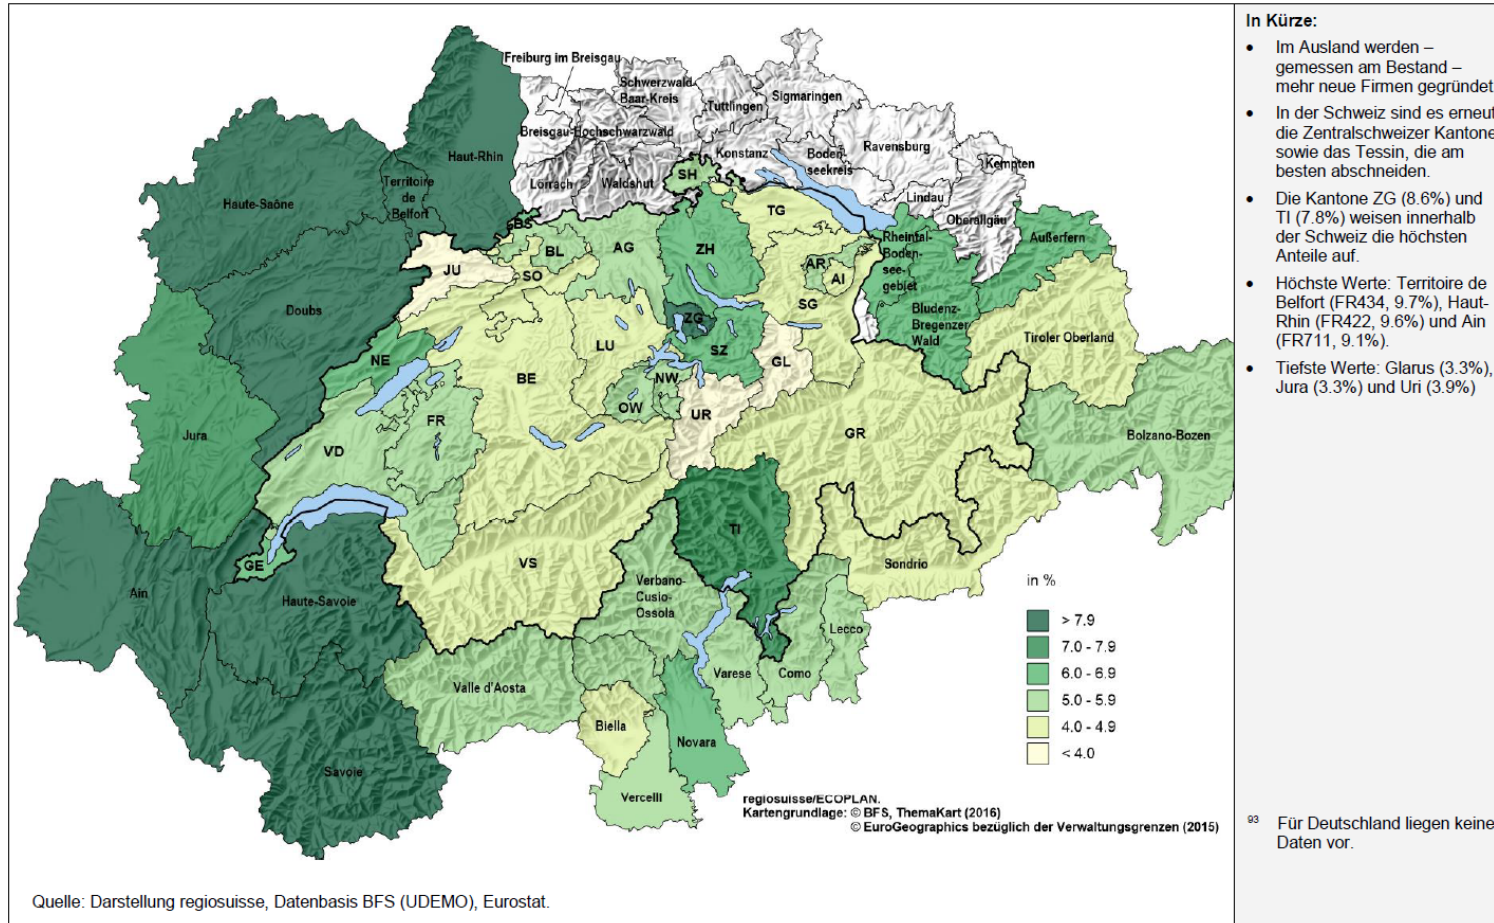 Freiburg im Breisgau
Schwerzwald-
Baar-Kreis
Tuttlingen
Sigmaringen
Breisgau-Hochschwarzwald
Konstanz
Boden-
seekreis
Ravensburg
Kempten
Lörrach
Waldshut
Lindau
Oberallgäu
Haut-Rhin
Territoire
de
Belfort
Haute-Saône
Doubs
Jura
Ain
Haute-Savoie
Savoie
SH
TG
BS
BL
AG
ZH
JU
SO
AR
AI
SG
Rheintal-
Boden-
see-
gebiet
Außerfern
Bludenz-
Bregenzer
Wald
Tiroler Oberland
Bolzano-Bozen
NE
BE
LU
ZG
SZ
GL
NW
OW
UR
FR
VD
GR
GE
VS
TI
Sondrio
Verbano-
Cusio-
Ossola
Lecco
Como
Varese
Valle d'Aosta
Biella
Novara
Vercelli
in %
> 7.9
7.0 - 7.9
6.0 - 6.9
5.0 - 5.9
4.0 - 4.9
< 4.0
regiosuisse/ECOPLAN.
Kartengrundlage: © BFS, ThemaKart (2016)
© EuroGeographics bezüglich der Verwaltungsgrenzen (2015)
Quelle: Darstellung regiosuisse, Datenbasis BFS (UDEMO), Eurostat.
In Kürze:
• Im Ausland werden –
gemessen am Bestand –
mehr neue Firmen gegründet
• In der Schweiz sind es erneut
die Zentralschweizer Kantone
sowie das Tessin, die am
besten abschneiden.
• Die Kantone ZG (8.6%) und
TI (7.8%) weisen innerhalb
der Schweiz die höchsten
Anteile auf.
• Höchste Werte: Territoire de
Belfort (FR434, 9.7%), Haut-
Rhin (FR422, 9.6%) und Ain
(FR711, 9.1%).
• Tiefste Werte: Glarus (3.3%),
Jura (3.3%) und Uri (3.9%)
93 Für Deutschland liegen keine
Daten vor.